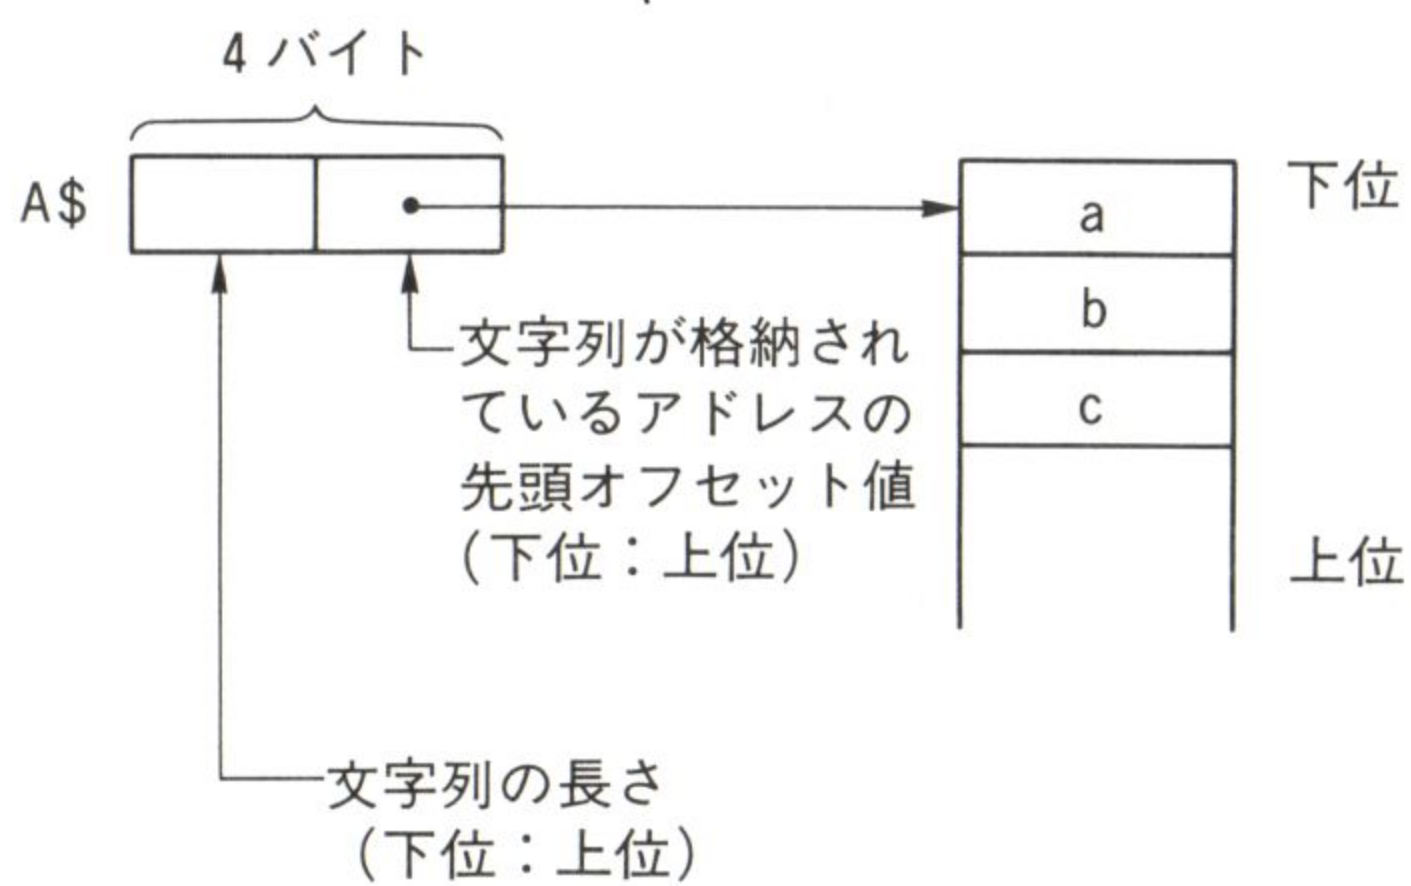 4 バイト
A$
a
下位
b
文字列が格納され
ているアドレスの
先頭オフセット値
(下位:上位)
c
上位
文字列の長さ
(下位:上位)